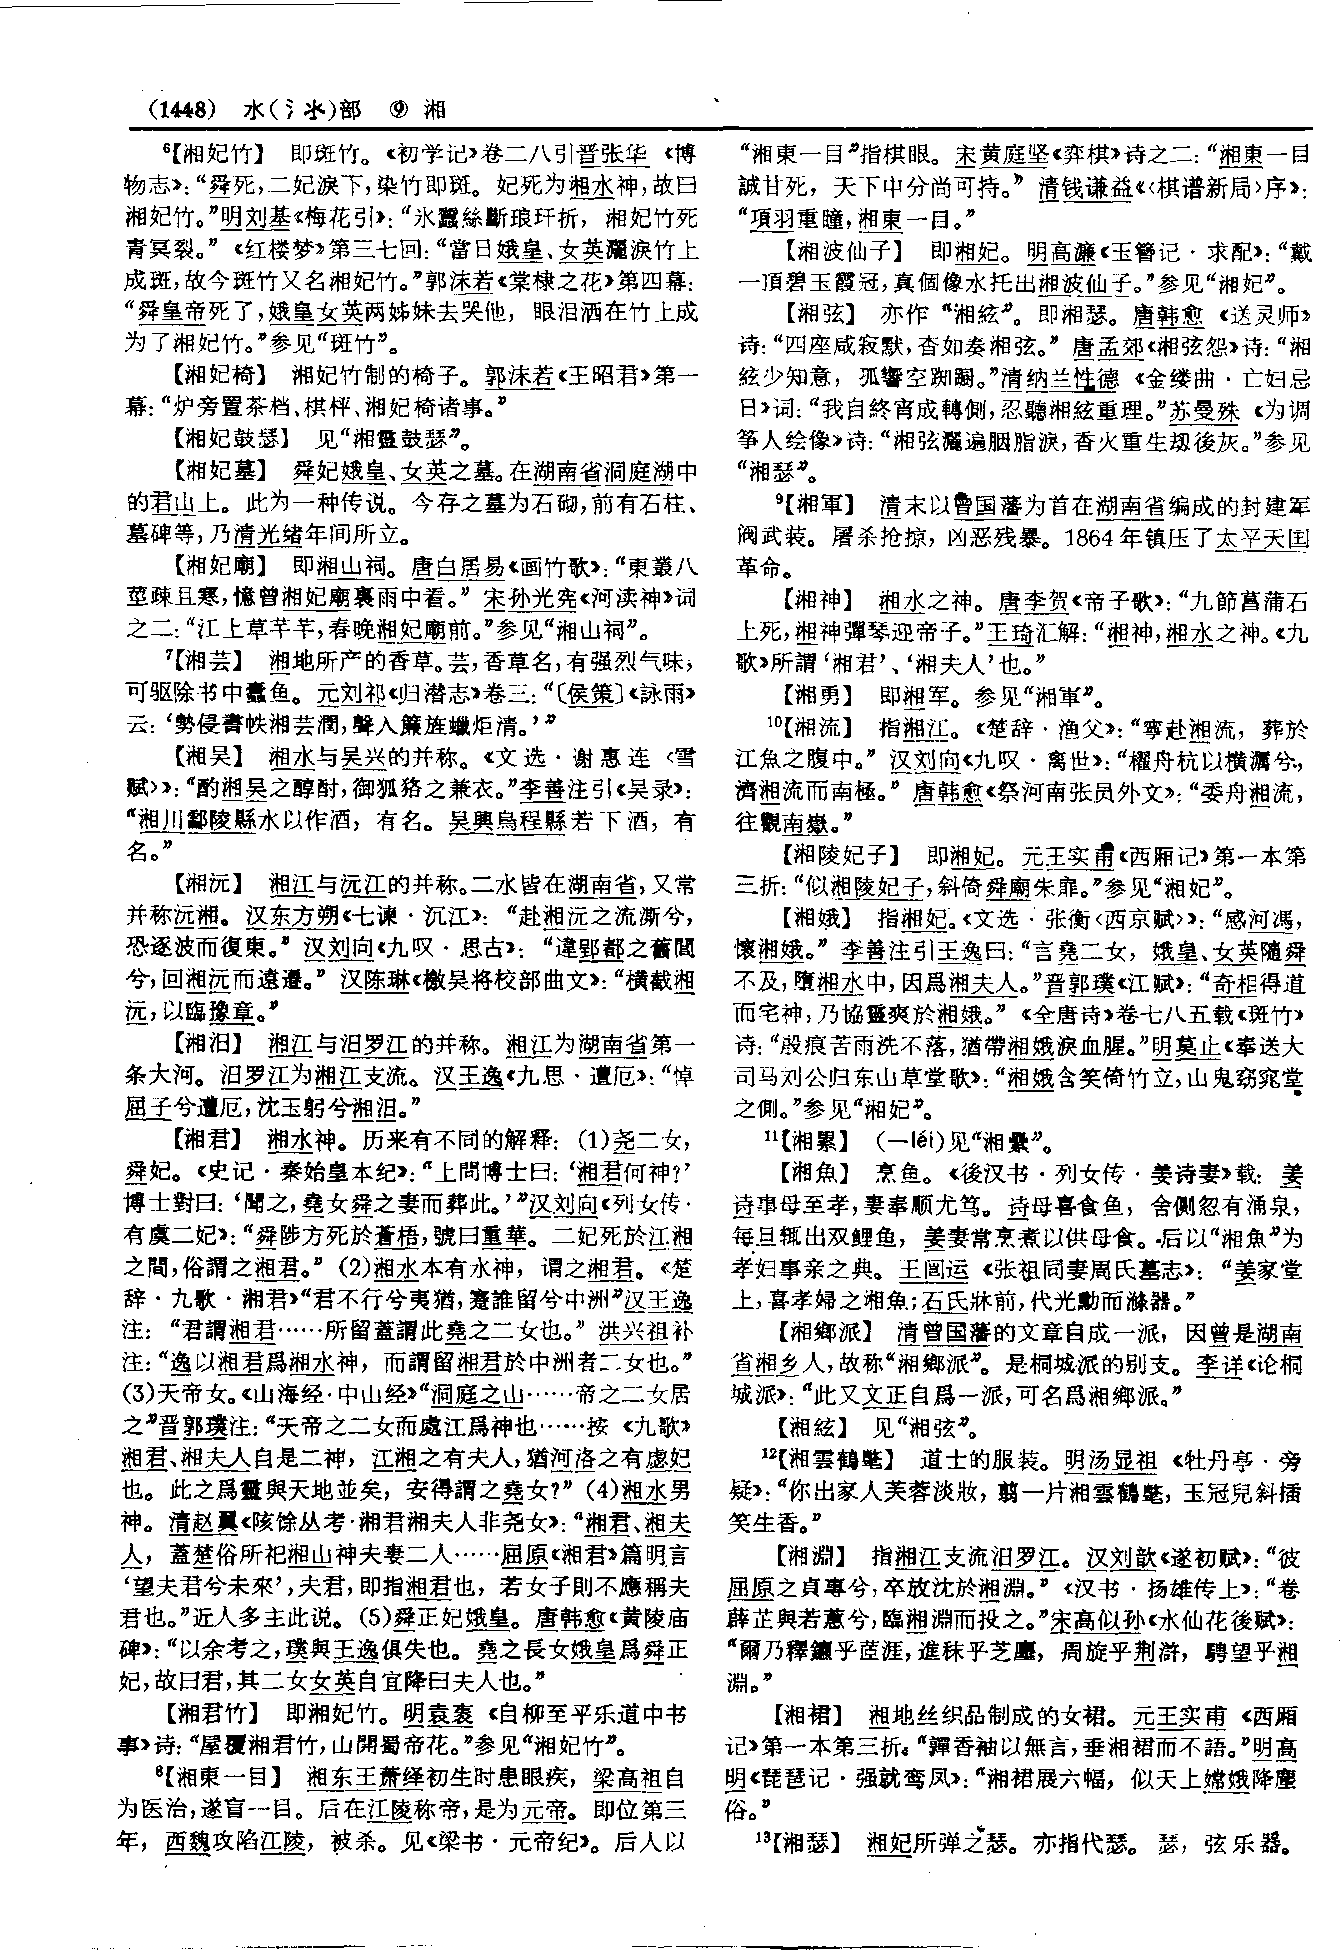 (1448) 水(氵氺)部 ⑨ 湘
⁶【湘妃竹】 即斑竹。《初学记》卷二八引晋张华《博
物志》：“舜死，二妃淚下，染竹即斑。妃死为湘水神，故曰
湘妃竹。”明刘基《梅花引》：“氷蠶絲斷琅玕折，湘妃竹死
青冥裂。”《红楼梦》第三七回：“當日娥皇、女英灑淚竹上
成斑，故今斑竹又名湘妃竹。”郭沫若《棠棣之花》第四幕：
“舜皇帝死了，娥皇女英两姊妹去哭他，眼泪洒在竹上成
为了湘妃竹。”参见“斑竹”。
【湘妃椅】 湘妃竹制的椅子。郭沫若《王昭君》第一
幕：“炉旁置茶档、棋枰、湘妃椅诸事。”
【湘妃鼓瑟】 见“湘靈鼓瑟”。
【湘妃墓】 舜妃娥皇、女英之墓。在湖南省洞庭湖中
的君山上。此为一种传说。今存之墓为石砌，前有石柱、
墓碑等，乃清光绪年间所立。
【湘妃廟】 即湘山祠。唐白居易《画竹歌》：“東叢八
莖疎且寒，憶曾湘妃廟裏雨中看。”宋孙光宪《河渎神》词
之二：“江上草芊芊，春晚湘妃廟前。”参见“湘山祠”。
⁷【湘芸】 湘地所产的香草。芸，香草名，有强烈气味，
可驱除书中蠹鱼。元刘祁《归潜志》卷三：“〔侯策〕《詠雨》
云：‘勢侵書帙湘芸潤，聲入簾旌蠟炬清。’”
【湘吴】 湘水与吴兴的并称。《文选·谢惠连〈雪
赋〉》：“酌湘吴之醇酎，御狐狢之兼衣。”李善注引《吴录》：
“湘川酃陵縣水以作酒，有名。吴興烏程縣若下酒，有
名。”
【湘沅】 湘江与沅江的并称。二水皆在湖南省，又常
并称沅湘。汉东方朔《七谏·沉江》：“赴湘沅之流澌兮，
恐逐波而復東。”汉刘向《九叹·思古》：“違郢都之舊閭
兮，回湘沅而遠遷。”汉陈琳《檄吴将校部曲文》：“横截湘
沅，以臨豫章。”
【湘汨】 湘江与汨罗江的并称。湘江为湖南省第一
条大河。汨罗江为湘江支流。汉王逸《九思·遭厄》：“悼
屈子兮遭厄，沈玉躬兮湘汨。”
【湘君】 湘水神。历来有不同的解释：(1)尧二女，
舜妃。《史记·秦始皇本纪》：“上問博士曰：‘湘君何神？’
博士對曰：‘聞之，堯女舜之妻而葬此。’”汉刘向《列女传·
有虞二妃》：“舜陟方死於蒼梧，號曰重華。二妃死於江湘
之間，俗謂之湘君。”(2)湘水本有水神，谓之湘君。《楚
辞·九歌·湘君》“君不行兮夷猶，蹇誰留兮中洲”汉王逸
注：“君謂湘君……所留蓋謂此堯之二女也。”洪兴祖补
注：“逸以湘君爲湘水神，而謂留湘君於中洲者二女也。”
(3)天帝女。《山海经·中山经》“洞庭之山……帝之二女居
之”晋郭璞注：“天帝之二女而處江爲神也……按《九歌》
湘君、湘夫人自是二神，江湘之有夫人，猶河洛之有虙妃
也。此之爲靈與天地並矣，安得謂之堯女？”(4)湘水男
神。清赵翼《陔馀丛考·湘君湘夫人非尧女》：“湘君、湘夫
人，蓋楚俗所祀湘山神夫妻二人……屈原《湘君》篇明言
‘望夫君兮未來’，夫君，即指湘君也，若女子則不應稱夫
君也。”近人多主此说。(5)舜正妃娥皇。唐韩愈《黄陵庙
碑》：“以余考之，璞與王逸俱失也。堯之長女娥皇爲舜正
妃，故曰君，其二女女英自宜降曰夫人也。”
【湘君竹】 即湘妃竹。明袁袠《自柳至平乐道中书
事》诗：“屋覆湘君竹，山開蜀帝花。”参见“湘妃竹”。
⁸【湘東一目】 湘东王萧绎初生时患眼疾，梁高祖自
为医治，遂盲一目。后在江陵称帝，是为元帝。即位第三
年，西魏攻陷江陵，被杀。见《梁书·元帝纪》。后人以
“湘東一目”指棋眼。宋黄庭坚《弈棋》诗之二：“湘東一目
誠甘死，天下中分尚可持。”清钱谦益《〈棋谱新局〉序》：
“項羽重瞳，湘東一目。”
【湘波仙子】 即湘妃。明高濂《玉簪记·求配》：“戴
一頂碧玉霞冠，真個像水托出湘波仙子。”参见“湘妃”。
【湘弦】 亦作“湘絃”。即湘瑟。唐韩愈《送灵师》
诗：“四座咸寂默，杳如奏湘弦。”唐孟郊《湘弦怨》诗：“湘
絃少知意，孤響空踟蹰。”清纳兰性德《金缕曲·亡妇忌
日》词：“我自終宵成轉側，忍聽湘絃重理。”苏曼殊《为调
筝人绘像》诗：“湘弦灑遍胭脂淚，香火重生刼後灰。”参见
“湘瑟”。
⁹【湘軍】 清末以曾国藩为首在湖南省编成的封建军
阀武装。屠杀抢掠，凶恶残暴。1864年镇压了太平天国
革命。
【湘神】 湘水之神。唐李贺《帝子歌》：“九節菖蒲石
上死，湘神彈琴迎帝子。”王琦汇解：“湘神，湘水之神。《九
歌》所謂‘湘君’、‘湘夫人’也。”
【湘勇】 即湘军。参见“湘軍”。
¹⁰【湘流】 指湘江。《楚辞·渔父》：“寧赴湘流，葬於
江魚之腹中。”汉刘向《九叹·离世》：“櫂舟杭以横濿兮，
濟湘流而南極。”唐韩愈《祭河南张员外文》：“委舟湘流，
往觀南嶽。”
【湘陵妃子】 即湘妃。元王实甫《西厢记》第一本第
三折：“似湘陵妃子，斜倚舜廟朱扉。”参见“湘妃”。
【湘娥】 指湘妃。《文选·张衡〈西京赋〉》：“感河馮，
懷湘娥。”李善注引王逸曰：“言堯二女，娥皇、女英隨舜
不及，墮湘水中，因爲湘夫人。”晋郭璞《江赋》：“奇相得道
而宅神，乃協靈爽於湘娥。”《全唐诗》卷七八五载《斑竹》
诗：“殷痕苦雨洗不落，猶帶湘娥淚血腥。”明莫止《奉送大
司马刘公归东山草堂歌》：“湘娥含笑倚竹立，山鬼窈窕堂
之側。”参见“湘妃”。
¹¹【湘累】 (—léi)见“湘纍”。
【湘魚】 烹鱼。《後汉书·列女传·姜诗妻》载：姜
诗事母至孝，妻奉顺尤笃。诗母喜食鱼，舍侧忽有涌泉，
每旦辄出双鲤鱼，姜妻常烹煮以供母食。后以“湘魚”为
孝妇事亲之典。王闿运《张祖同妻周氏墓志》：“姜家堂
上，喜孝婦之湘魚；石氏牀前，代光勳而滌器。”
【湘鄉派】 清曾国藩的文章自成一派，因曾是湖南
省湘乡人，故称“湘鄉派”。是桐城派的别支。李详《论桐
城派》：“此又文正自爲一派，可名爲湘鄉派。”
【湘絃】 见“湘弦”。
¹²【湘雲鶴氅】 道士的服装。明汤显祖《牡丹亭·旁
疑》：“你出家人芙蓉淡妝，翦一片湘雲鶴氅，玉冠兒斜插
笑生香。”
【湘淵】 指湘江支流汨罗江。汉刘歆《遂初赋》：“彼
屈原之貞專兮，卒放沈於湘淵。”《汉书·扬雄传上》：“卷
薜芷與若蕙兮，臨湘淵而投之。”宋高似孙《水仙花後赋》：
“爾乃釋鑣乎茳涯，進秣乎芝廛，周旋乎荆滸，騁望乎湘
淵。”
【湘裙】 湘地丝织品制成的女裙。元王实甫《西厢
记》第一本第三折：“軃香袖以無言，垂湘裙而不語。”明高
明《琵琶记·强就鸾凤》：“湘裙展六幅，似天上嫦娥降塵
俗。”
¹³【湘瑟】 湘妃所弹之瑟。亦指代瑟。瑟，弦乐器。